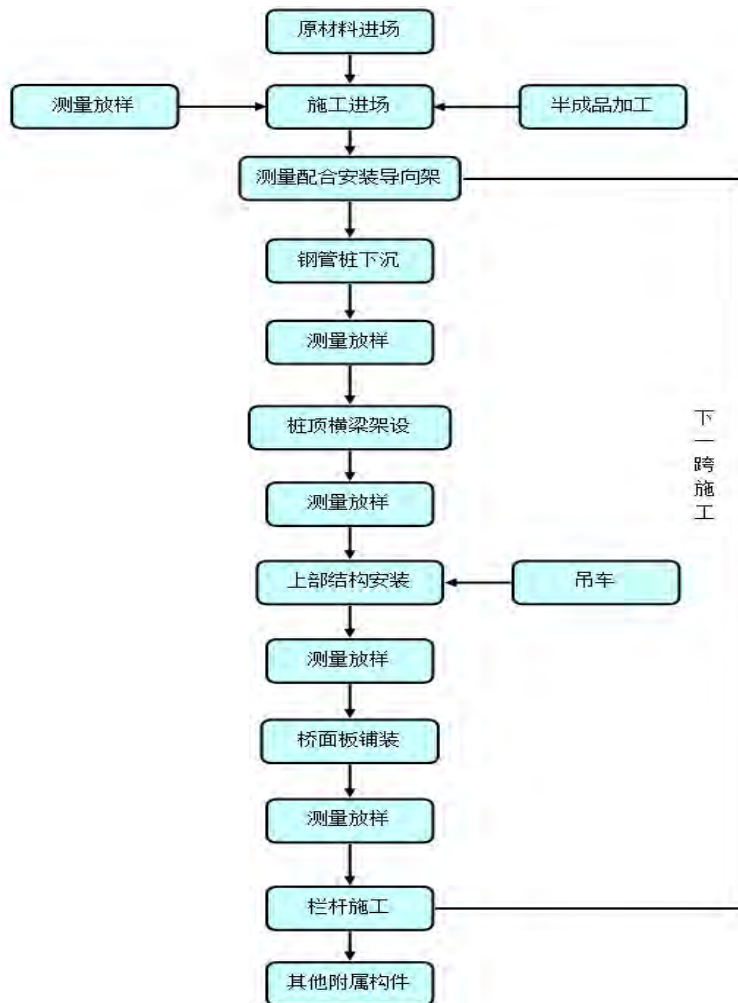 原材料进场
测量放样
施工进场
半成品加工
测量配合安装导向架
钢管桩下沉
测量放样
桩顶横梁架设
下一跨施工
测量放样
上部结构安装
吊车
测量放样
桥面板铺装
测量放样
栏杆施工
其他附属构件